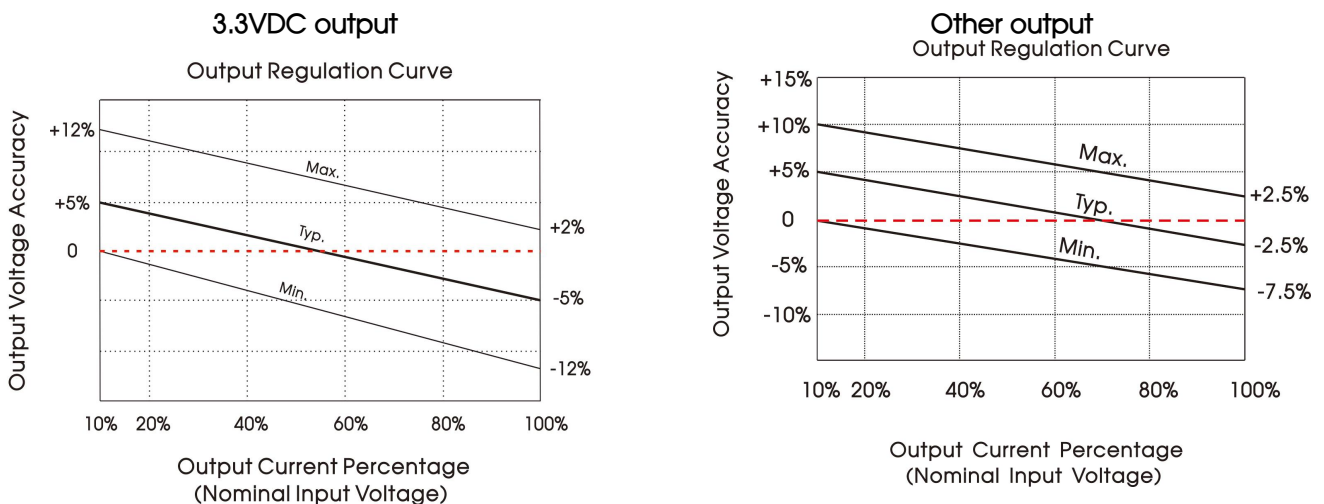 3.3VDC output
Output Regulation Curve
Output Voltage Accuracy
+12%
+5%
0
Max.
Typ.
Min.
+2%
-5%
-12%
10% 20% 40% 60% 80% 100%
Output Current Percentage
(Nominal Input Voltage)
Other output
Output Regulation Curve
Output Voltage Accuracy
+15%
+10%
+5%
0
-5%
-10%
Max.
Typ.
Min.
+2.5%
-2.5%
-7.5%
10% 20% 40% 60% 80% 100%
Output Current Percentage
(Nominal Input Voltage)